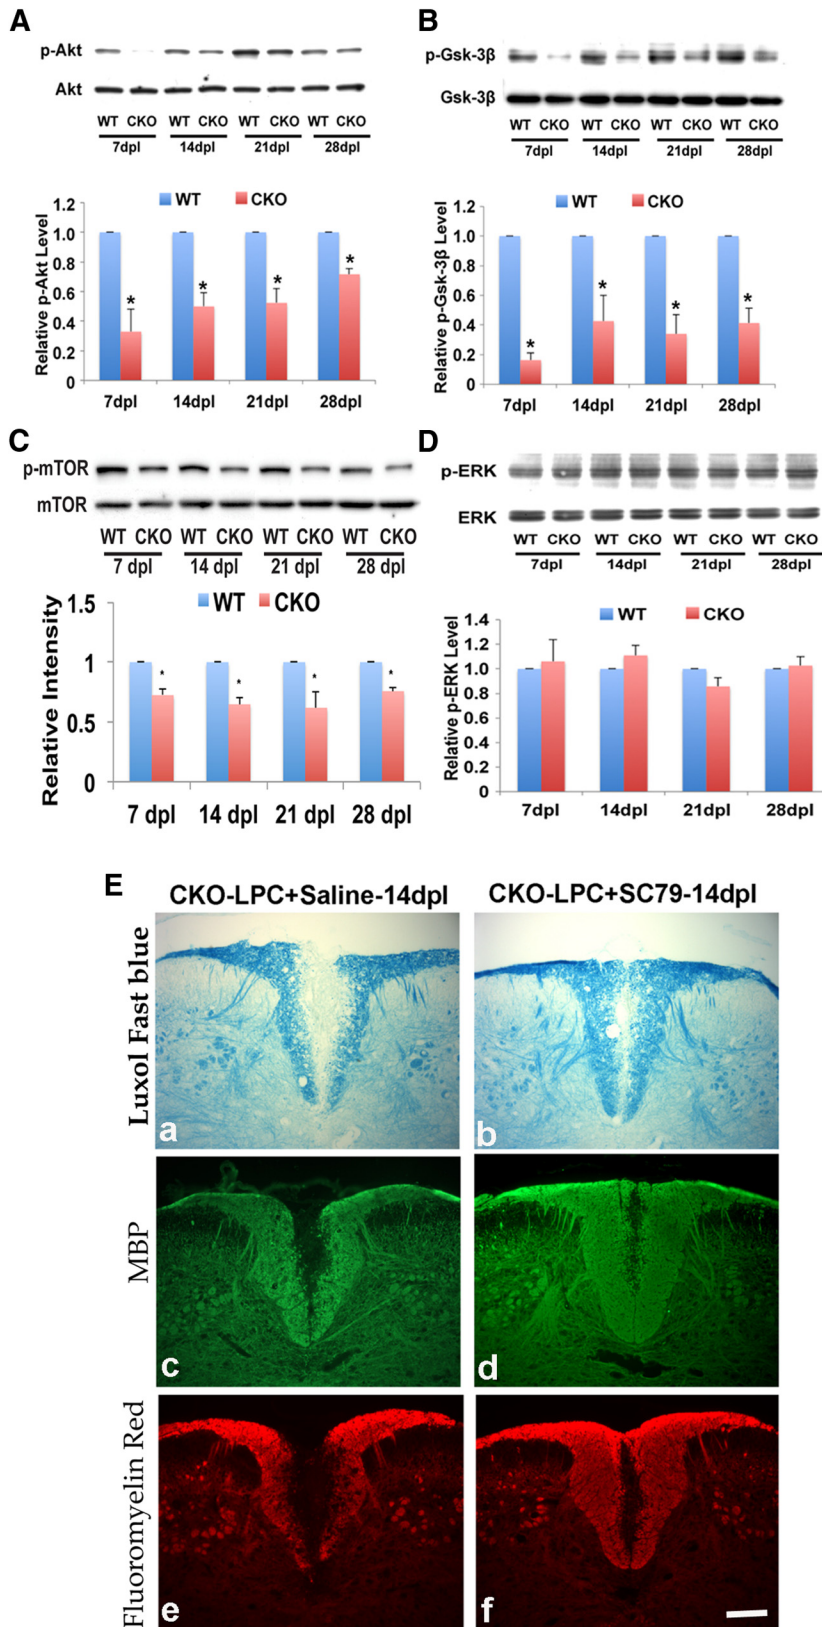 A
p-Akt
Akt
WT CKO WT CKO WT CKO WT CKO
7dpl 14dpl 21dpl 28dpl
WT CKO
Relative p-Akt Level
1.2
1.0
0.8
0.6
0.4
0.2
0
* * * *
7dpl 14dpl 21dpl 28dpl
B
p-Gsk-3β
Gsk-3β
WT CKO WT CKO WT CKO WT CKO
7dpl 14dpl 21dpl 28dpl
WT CKO
Relative p-Gsk-3β Level
1.2
1.0
0.8
0.6
0.4
0.2
0
* * * *
7dpl 14dpl 21dpl 28dpl
C
p-mTOR
mTOR
WT CKO WT CKO WT CKO WT CKO
7 dpl 14 dpl 21 dpl 28 dpl
WT CKO
Relative Intensity
1.5
1
0.5
0
* * * *
7 dpl 14 dpl 21 dpl 28 dpl
D
p-ERK
ERK
WT CKO WT CKO WT CKO WT CKO
7dpl 14dpl 21dpl 28dpl
WT CKO
Relative p-ERK Level
1.4
1.2
1.0
0.8
0.6
0.4
0.2
0
7dpl 14dpl 21dpl 28dpl
E
CKO-LPC+Saline-14dpl CKO-LPC+SC79-14dpl
Luxol Fast blue
a b
MBP
c d
Fluoromyelin Red
e f